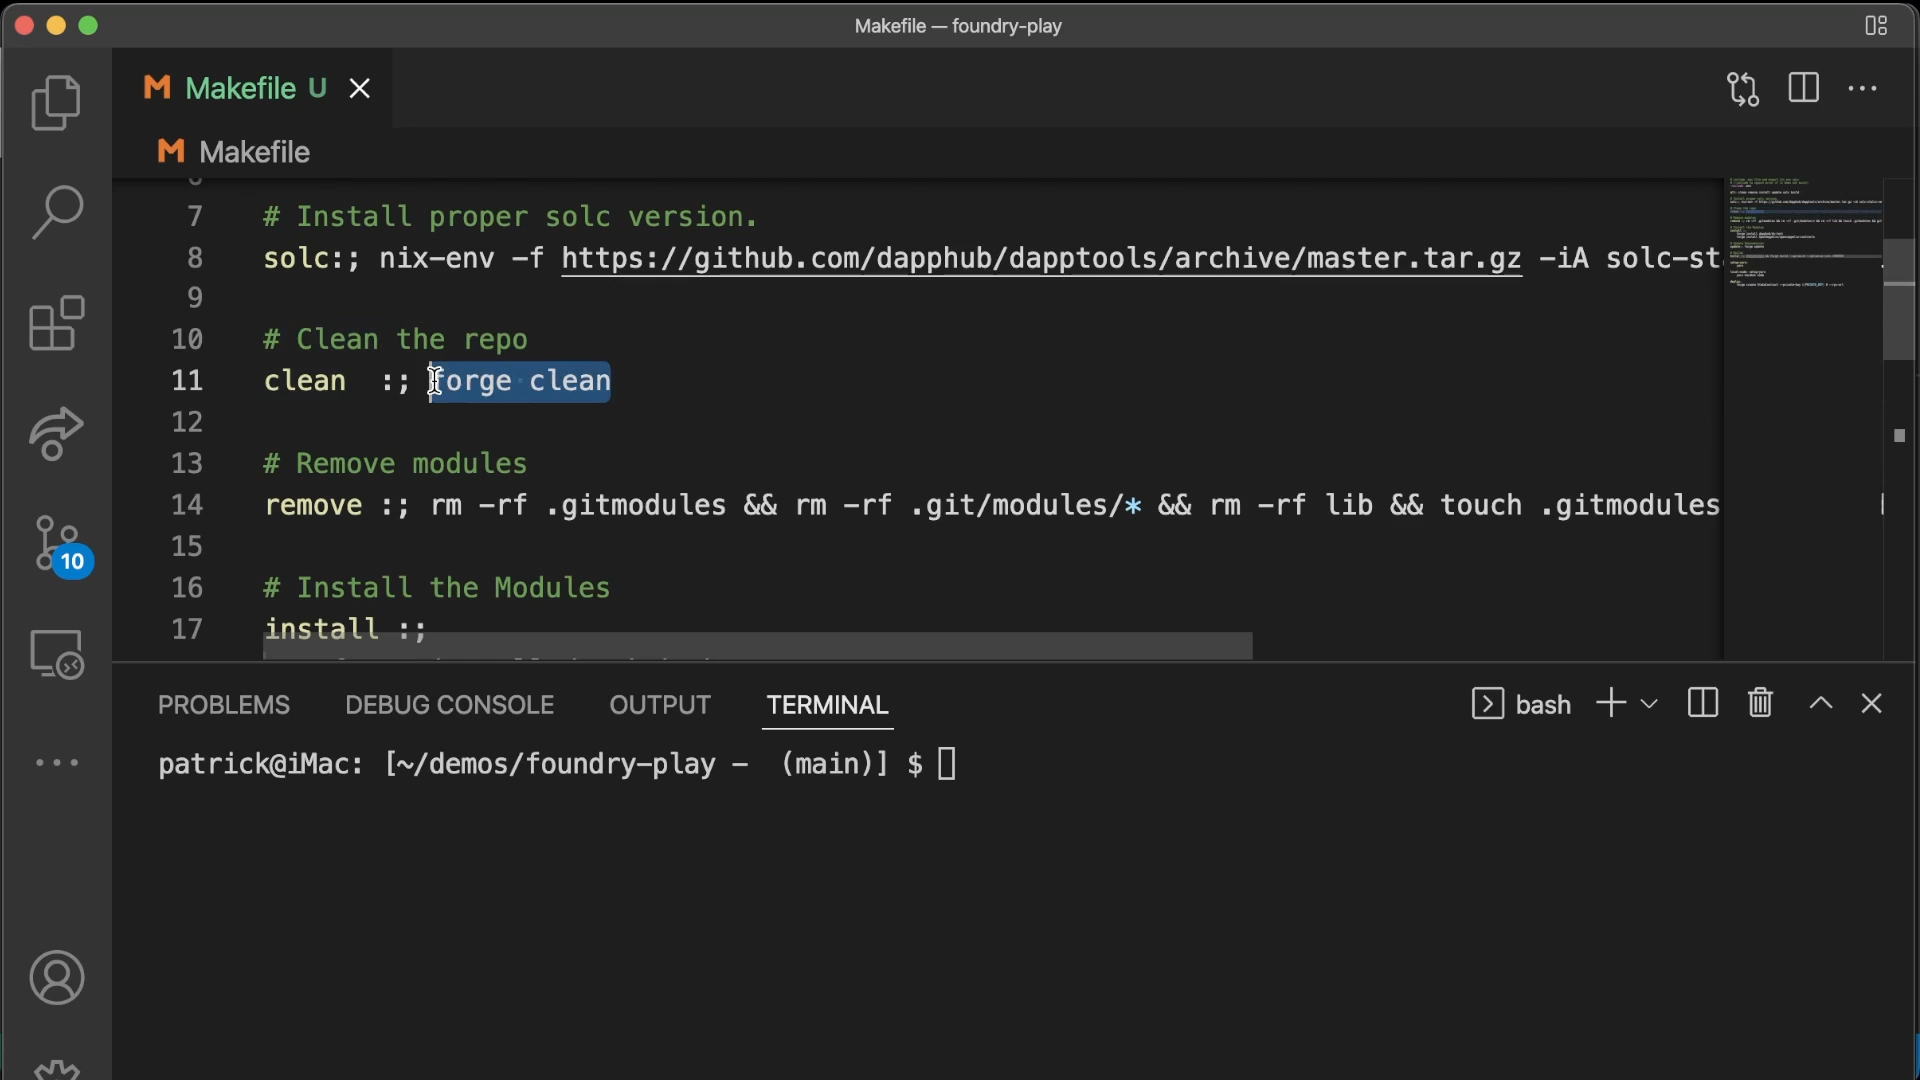 Makefile — foundry-play
Makefile U
Makefile
6
7 # Install proper solc version.
8 solc:; nix-env -f https://github.com/dapphub/dapptools/archive/master.tar.gz -iA solc-st
9
10 # Clean the repo
11 clean  :; forge clean
12
13 # Remove modules
14 remove :; rm -rf .gitmodules && rm -rf .git/modules/* && rm -rf lib && touch .gitmodules
15
16 # Install the Modules
17 install :;
10
PROBLEMS DEBUG CONSOLE OUTPUT TERMINAL bash
patrick@iMac: [~/demos/foundry-play -  (main)] $